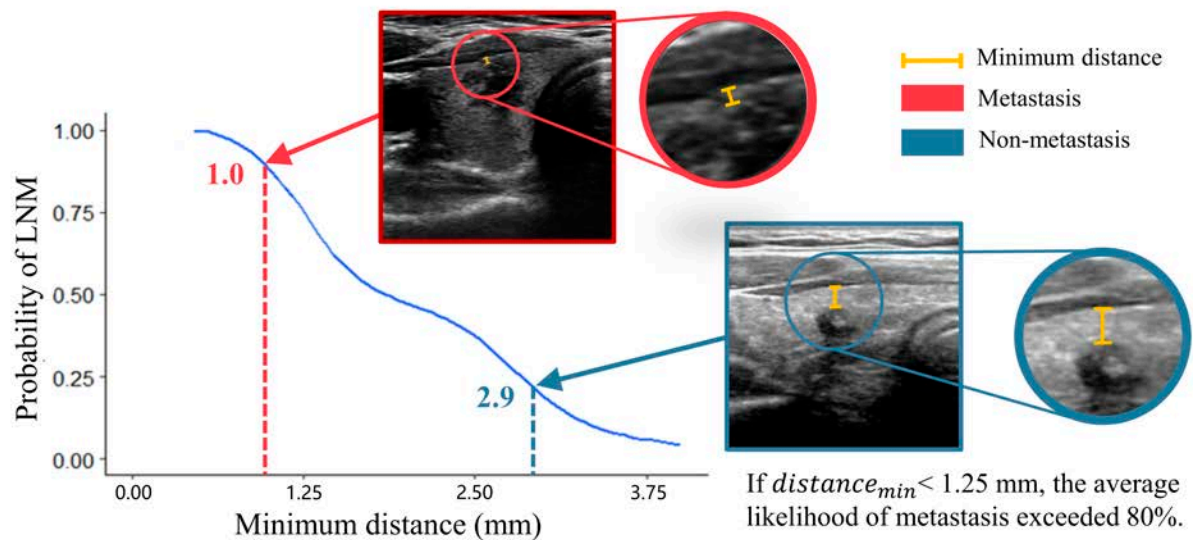 Minimum distance
Metastasis
Non-metastasis
Probability of LNM
1.00
0.75
0.50
0.25
0.00
1.0
2.9
0.00 1.25 2.50 3.75
Minimum distance (mm)
If distance_min < 1.25 mm, the average
likelihood of metastasis exceeded 80%.